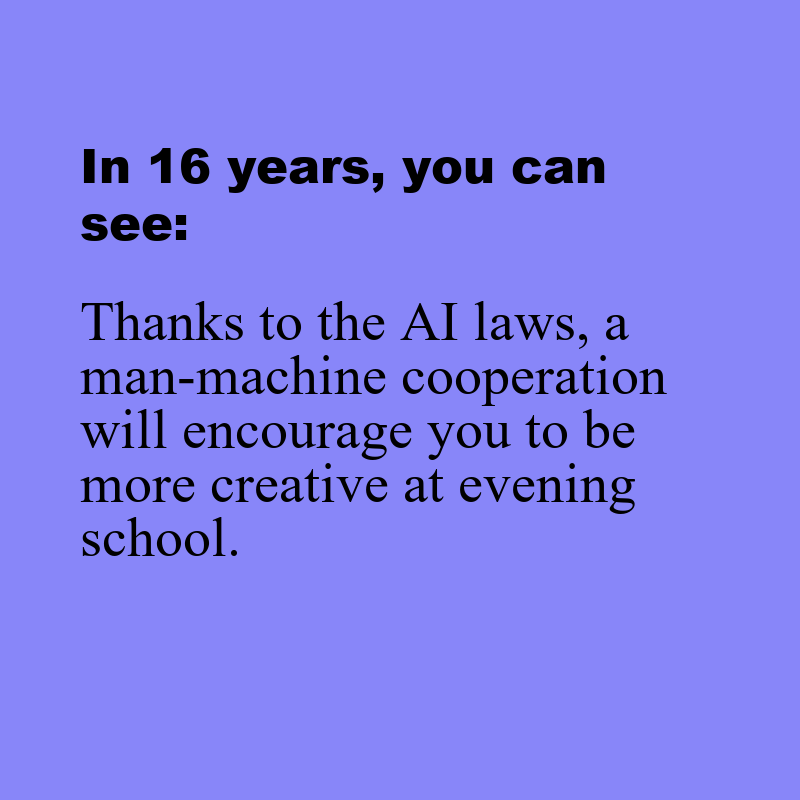 In 16 years, you can
see:
Thanks to the AI laws, a
man-machine cooperation
will encourage you to be
more creative at evening
school.